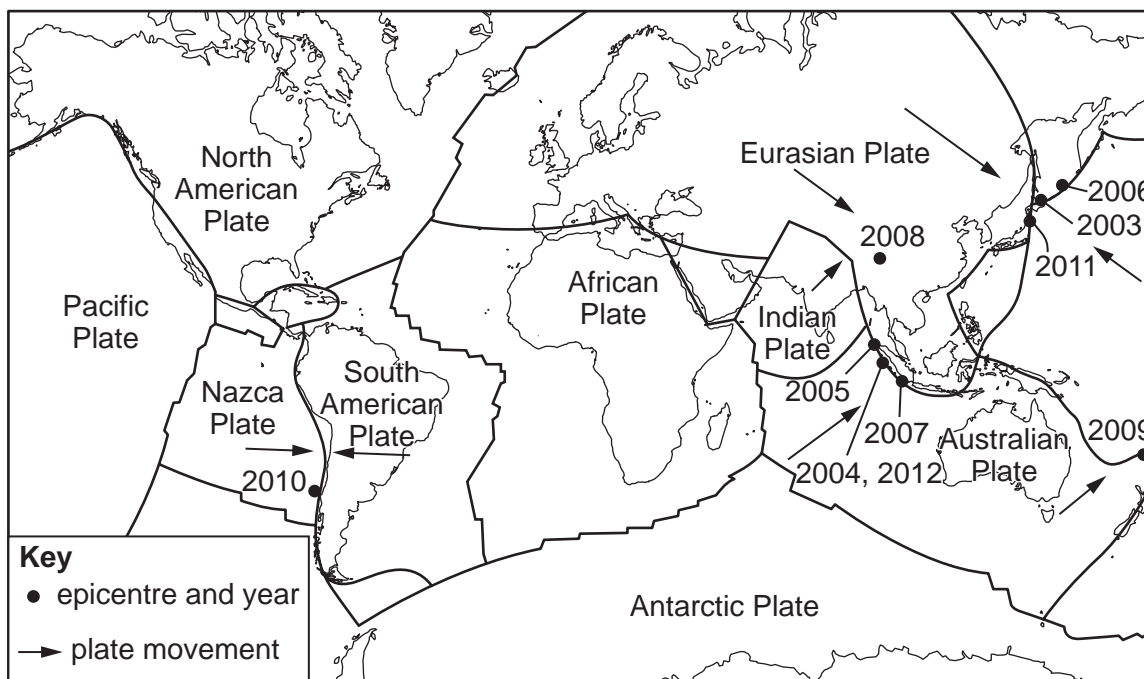 North
American
Plate
Eurasian Plate
2006
2003
2008
2011
Pacific
Plate
African
Plate
Indian
Plate
Nazca
Plate
South
American
Plate
2005
2007
2004, 2012
Australian
Plate
2009
2010
Key
epicentre and year
plate movement
Antarctic Plate